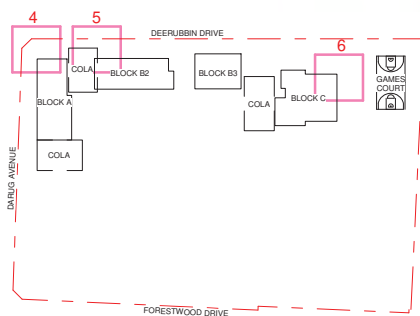 4
5
DEERUBBIN DRIVE
6
COLA
BLOCK B2
BLOCK B3
BLOCK A
COLA
BLOCK C
GAMES
COURT
COLA
DARUG AVENUE
FORESTWOOD DRIVE